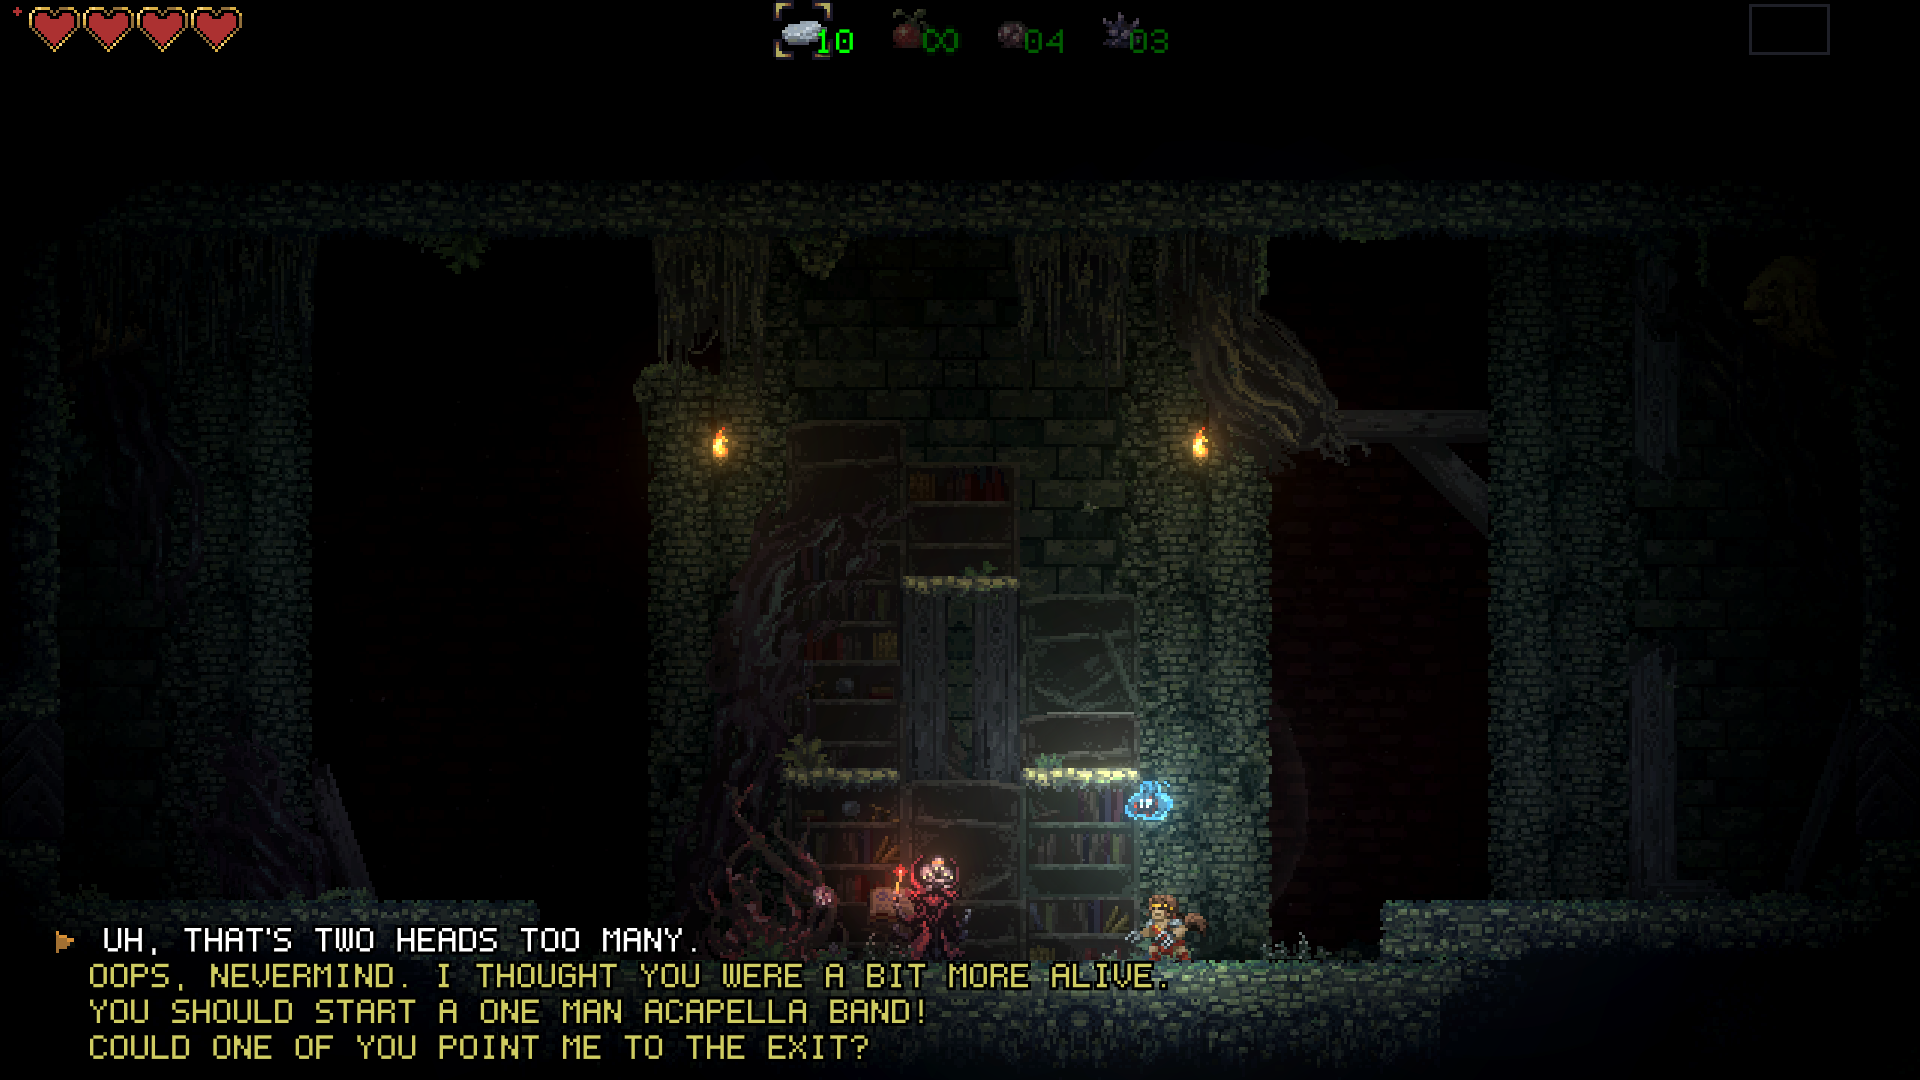 10 ∞ 04 03
UH, THAT'S TWO HEADS TOO MANY.
OOPS, NEVERMIND. I THOUGHT YOU WERE A BIT MORE ALIVE.
YOU SHOULD START A ONE MAN ACAPELLA BAND!
COULD ONE OF YOU POINT ME TO THE EXIT?